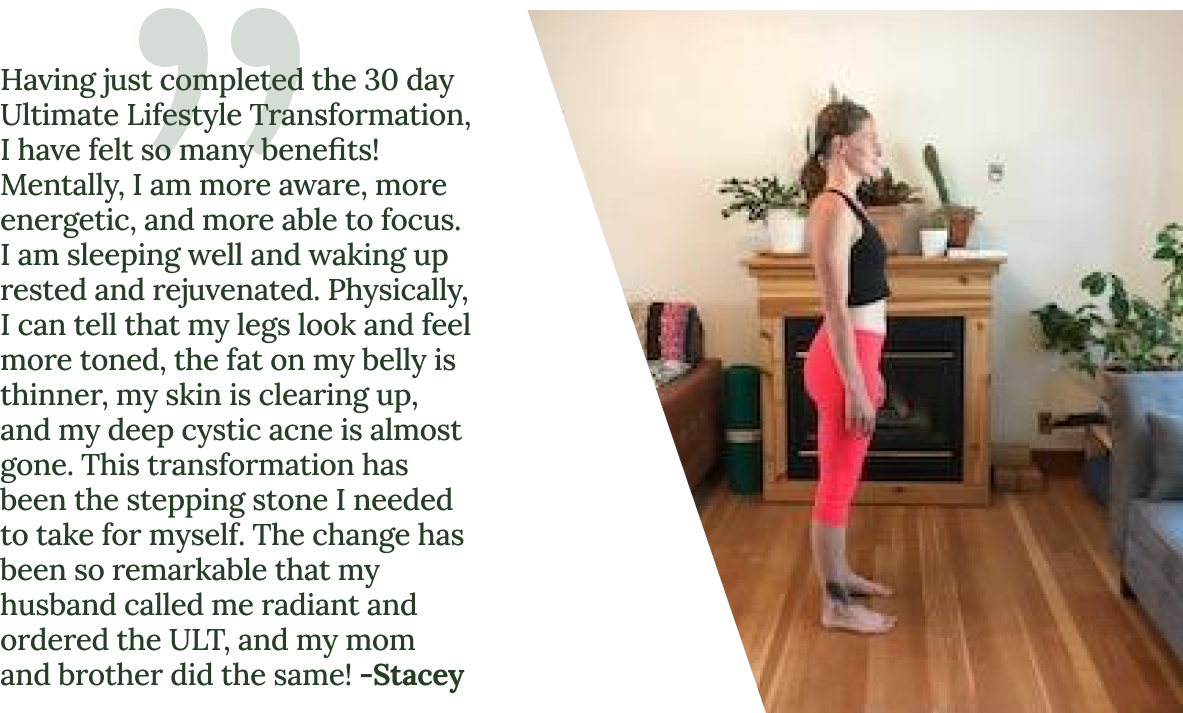 Having just completed the 30 day
Ultimate Lifestyle Transformation,
I have felt so many benefits!
Mentally, I am more aware, more
energetic, and more able to focus.
I am sleeping well and waking up
rested and rejuvenated. Physically,
I can tell that my legs look and feel
more toned, the fat on my belly is
thinner, my skin is clearing up,
and my deep cystic acne is almost
gone. This transformation has
been the stepping stone I needed
to take for myself. The change has
been so remarkable that my
husband called me radiant and
ordered the ULT, and my mom
and brother did the same! -Stacey